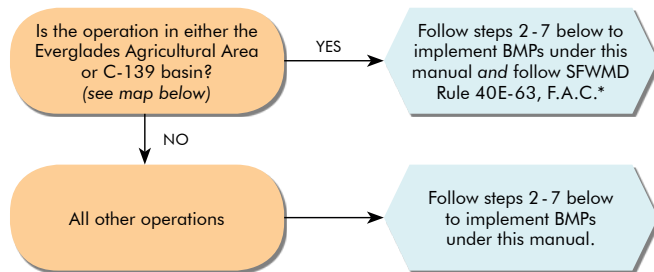 Is the operation in either the
Everglades Agricultural Area
or C-139 basin?
(see map below)
YES
Follow steps 2 - 7 below to
implement BMPs under this
manual and follow SFWMD
Rule 40E-63, F.A.C.*
NO
All other operations
Follow steps 2 - 7 below
to implement BMPs
under this manual.